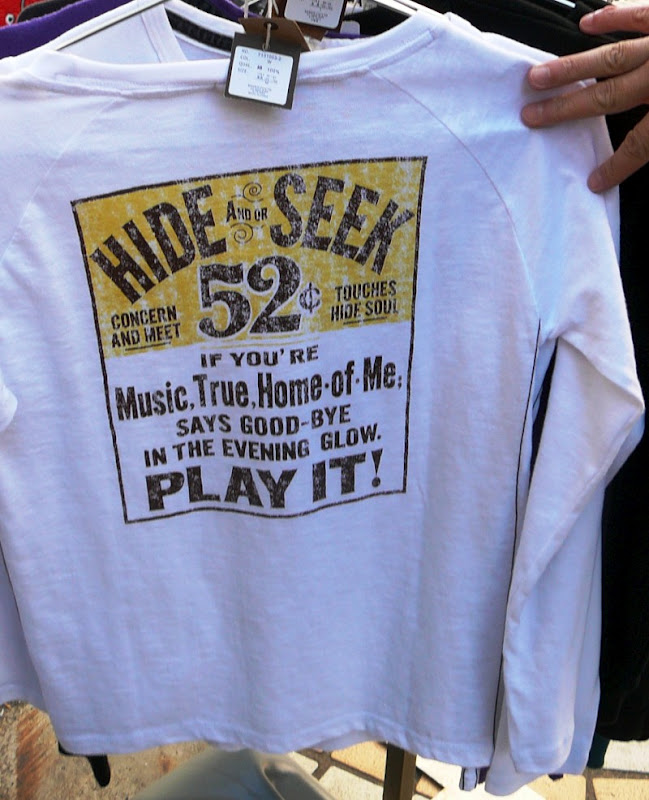 HIDE AND OR SEEK
52¢
CONCERN AND MEET
TOUCHES HIDE SOUL
IF YOU'RE
Music, True, Home·of·Me;
SAYS GOOD-BYE
IN THE EVENING GLOW.
PLAY IT!